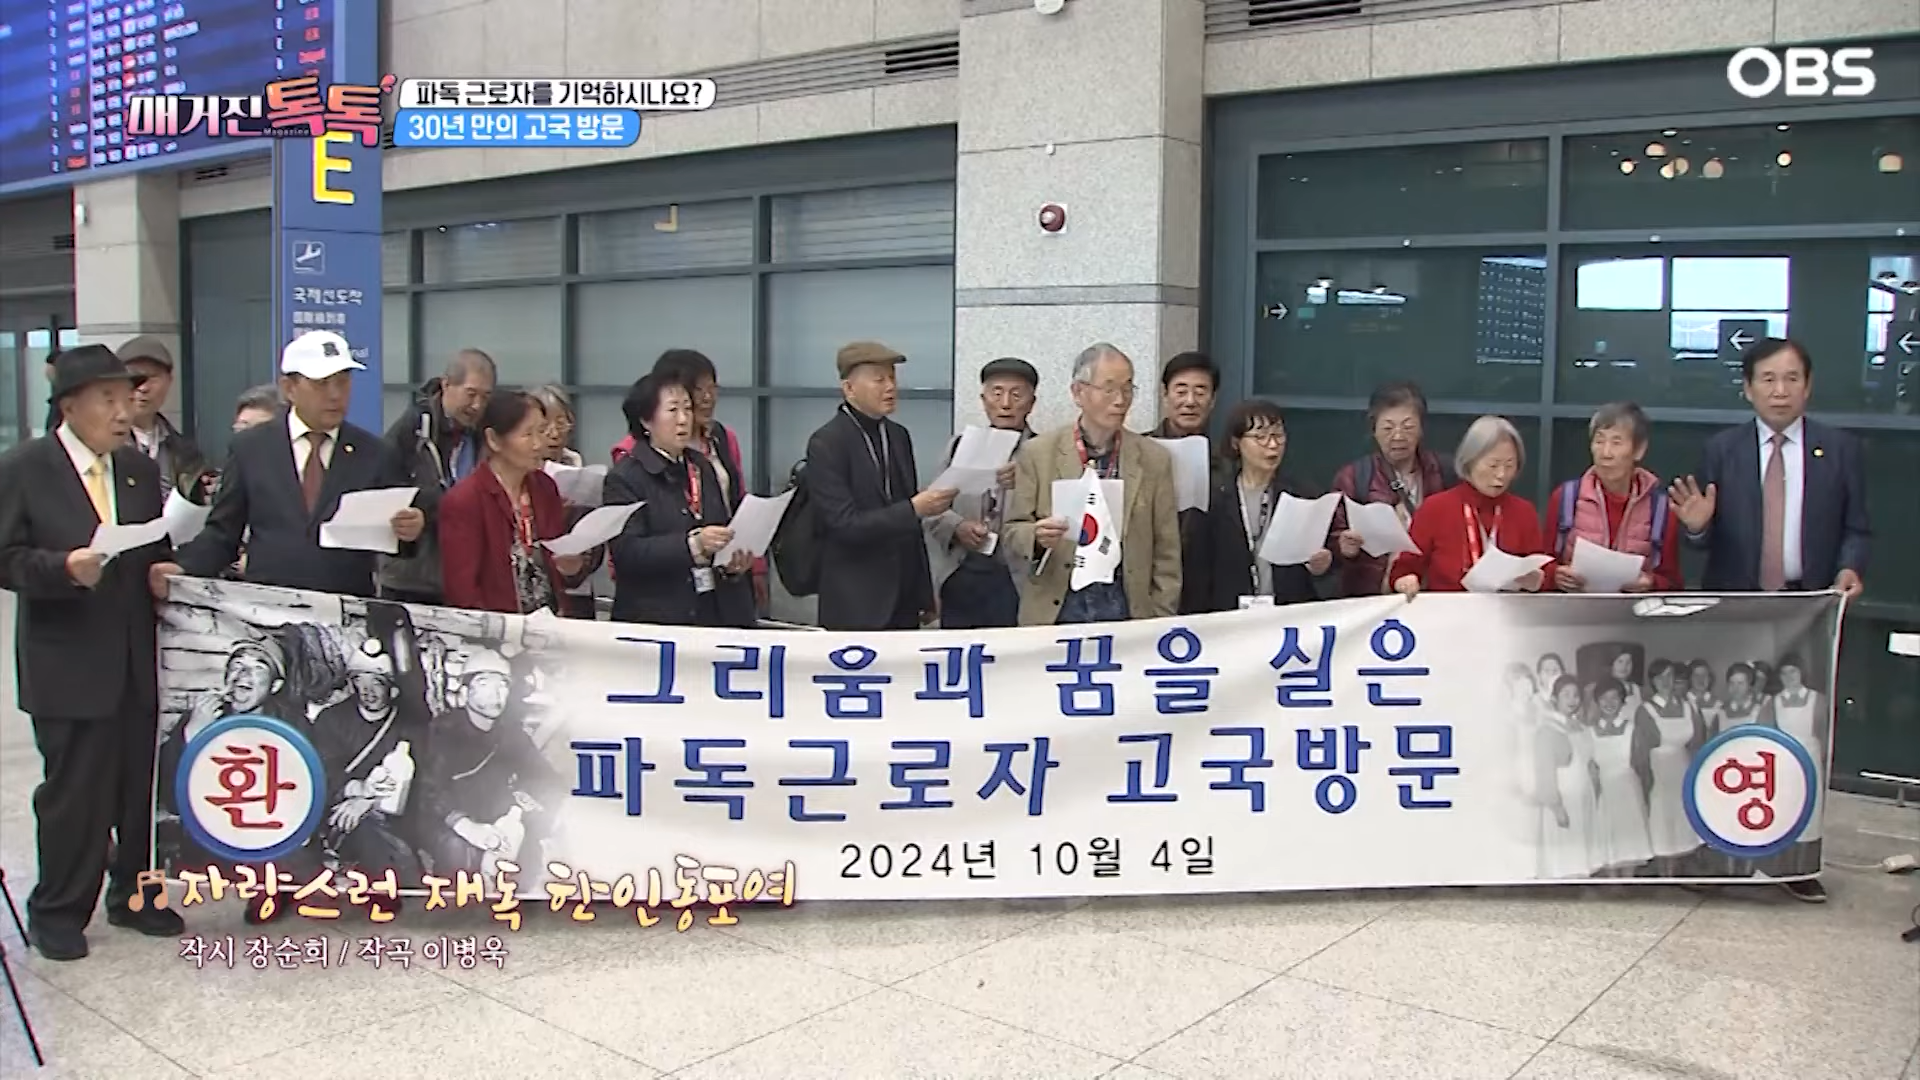 매거진 톡톡
Magazine
파독 근로자를 기억하시나요?
30년 만의 고국 방문
OBS
E
국제선도착
그리움과 꿈을 실은
파독근로자 고국방문
2024년 10월 4일
환
영
자랑스런 재독 한인동포여
작시 장순희 / 작곡 이병욱